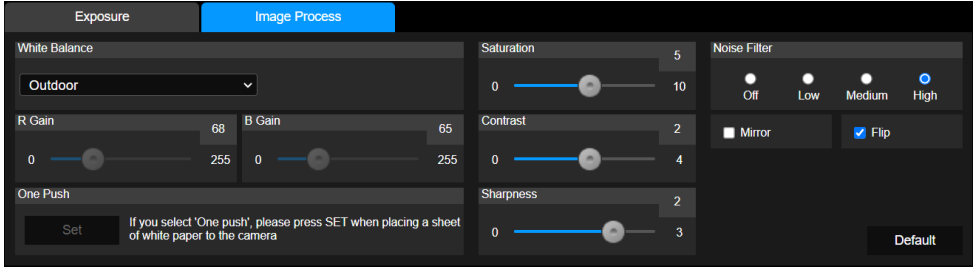 Exposure
Image Process
White Balance
Outdoor
R Gain
68
0
255
B Gain
65
0
255
One Push
Set
If you select 'One push', please press SET when placing a sheet
of white paper to the camera
Saturation
5
0
10
Contrast
2
0
4
Sharpness
2
0
3
Noise Filter
Off
Low
Medium
High
Mirror
Flip
Default